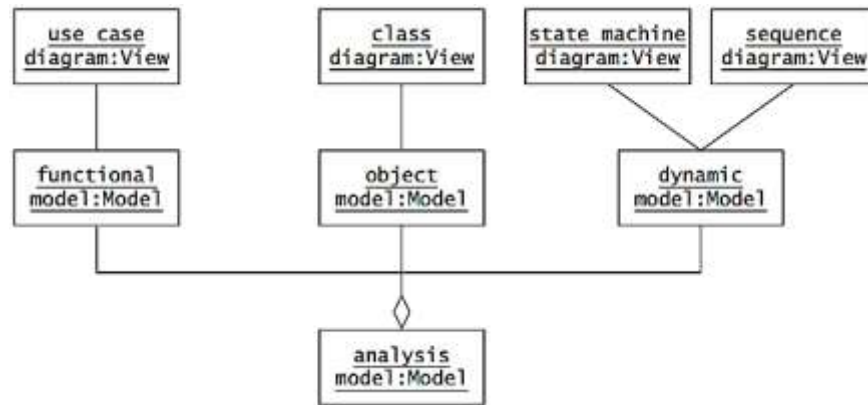 use case
diagram:View
class
diagram:View
state machine
diagram:View
sequence
diagram:View
functional
model:Model
object
model:Model
dynamic
model:Model
analysis
model:Model